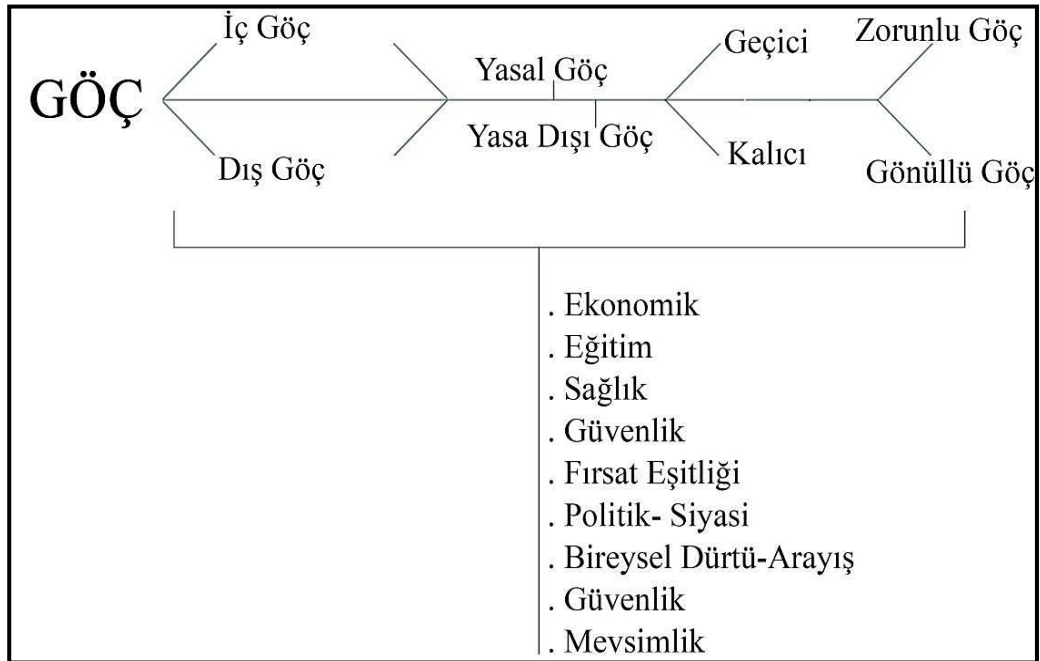 GÖÇ
İç Göç
Dış Göç
Yasal Göç
Yasa Dışı Göç
Geçici
Kalıcı
Zorunlu Göç
Gönüllü Göç
. Ekonomik
. Eğitim
. Sağlık
. Güvenlik
. Fırsat Eşitliği
. Politik- Siyasi
. Bireysel Dürtü-Arayış
. Güvenlik
. Mevsimlik